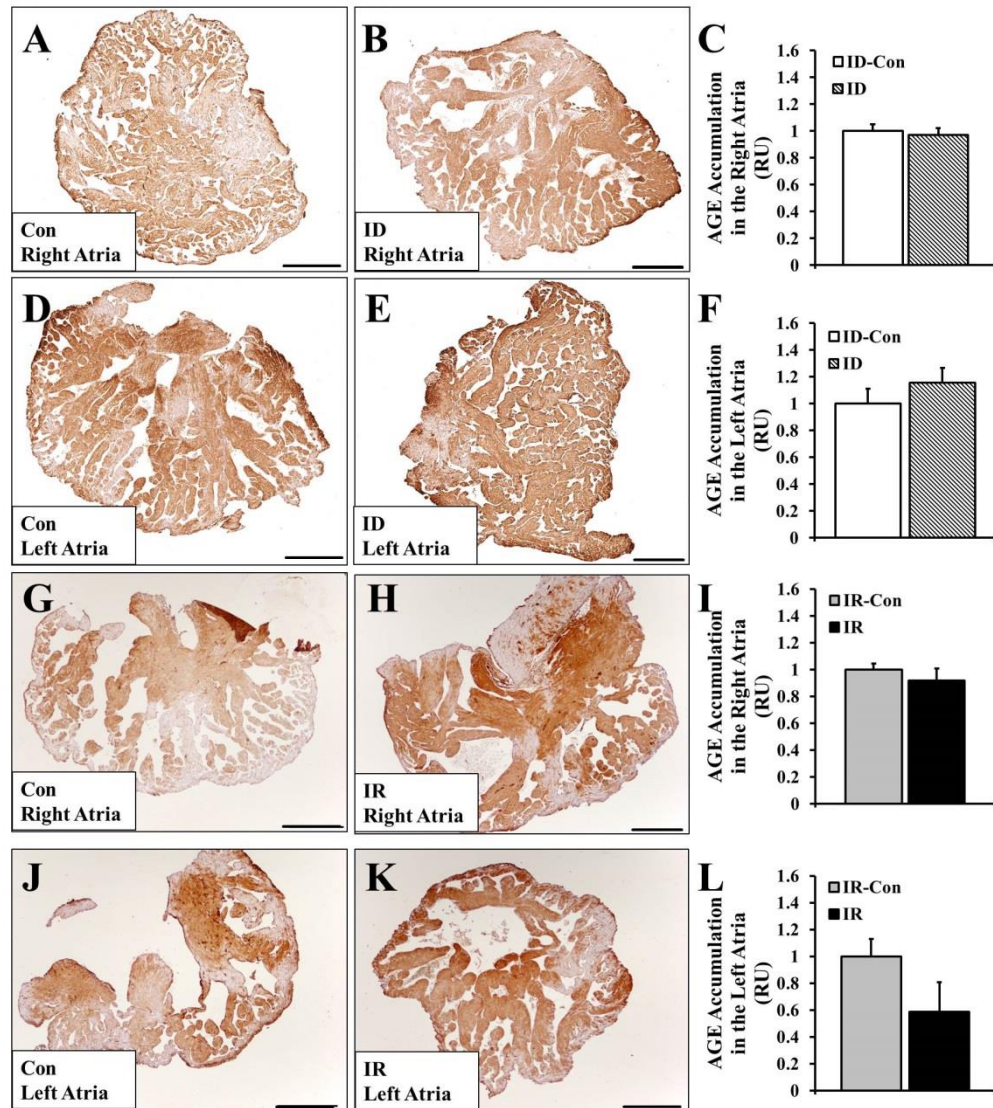 A
Con
Right Atria
B
ID
Right Atria
C
AGE Accumulation
in the Right Atria
(RU)
1.6
1.4
1.2
1
0.8
0.6
0.4
0.2
0
ID-Con
ID
D
Con
Left Atria
E
ID
Left Atria
F
AGE Accumulation
in the Left Atria
(RU)
1.6
1.4
1.2
1
0.8
0.6
0.4
0.2
0
ID-Con
ID
G
Con
Right Atria
H
IR
Right Atria
I
AGE Accumulation
in the Right Atria
(RU)
1.6
1.4
1.2
1
0.8
0.6
0.4
0.2
0
IR-Con
IR
J
Con
Left Atria
K
IR
Left Atria
L
AGE Accumulation
in the Left Atria
(RU)
1.6
1.4
1.2
1
0.8
0.6
0.4
0.2
0
IR-Con
IR